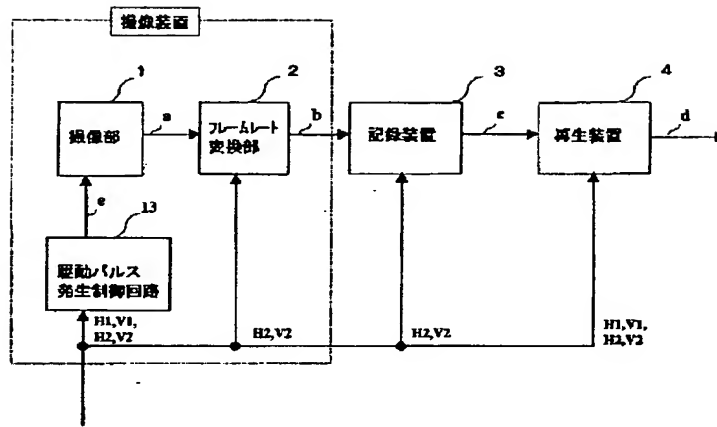 撮像装置
1
2
3
4
撮像部
a
フレームレート
変換部
b
記録装置
c
再生装置
d
e
13
駆動パルス
発生制御回路
H1,V1,
H2,V2
H2,V2
H2,V2
H1,V1,
H2,V2